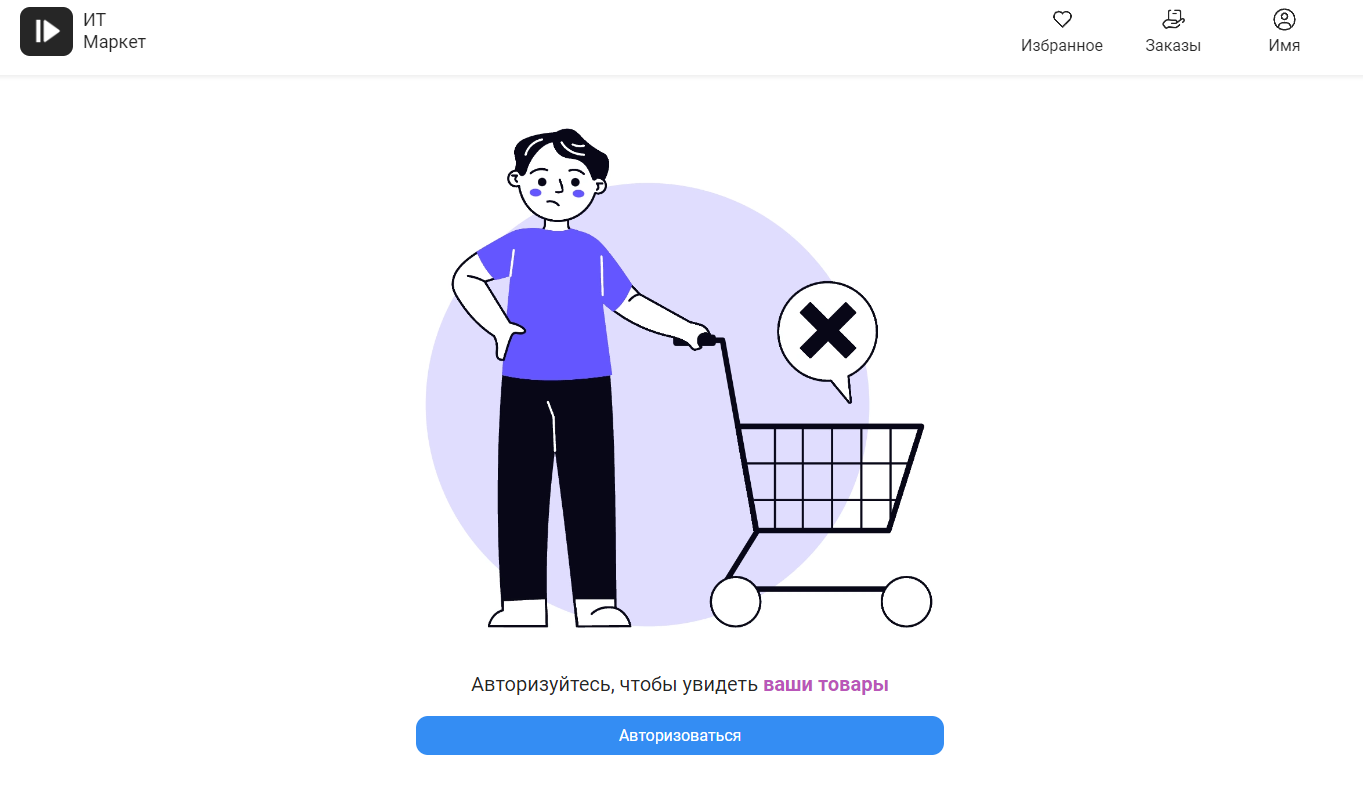 ИТ
Маркет
Избранное
Заказы
Имя
Авторизуйтесь, чтобы увидеть ваши товары
Авторизоваться